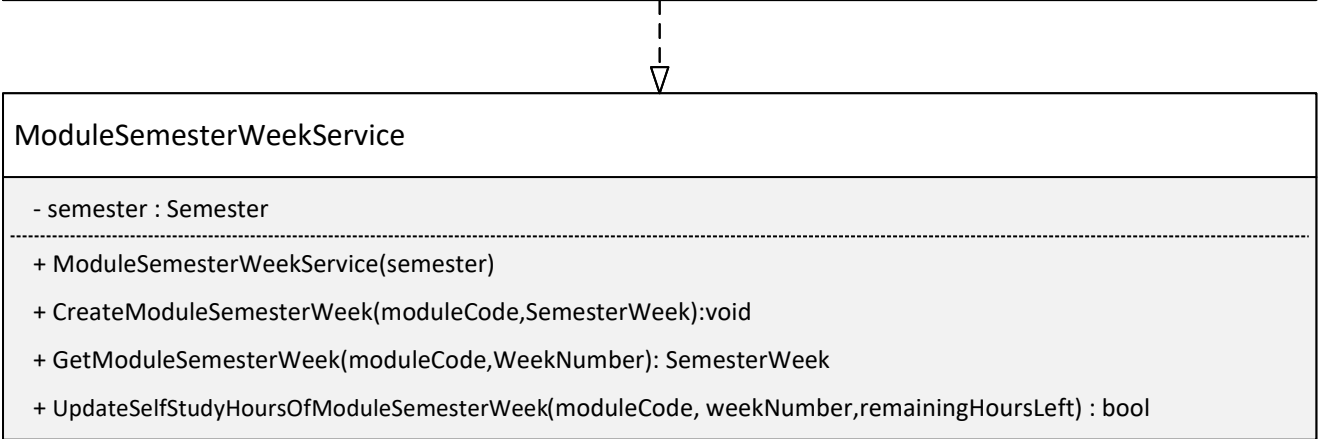 ModuleSemesterWeekService
- semester : Semester
+ ModuleSemesterWeekService(semester)
+ CreateModuleSemesterWeek(moduleCode,SemesterWeek):void
+ GetModuleSemesterWeek(moduleCode,WeekNumber): SemesterWeek
+ UpdateSelfStudyHoursOfModuleSemesterWeek(moduleCode, weekNumber,remainingHoursLeft) : bool